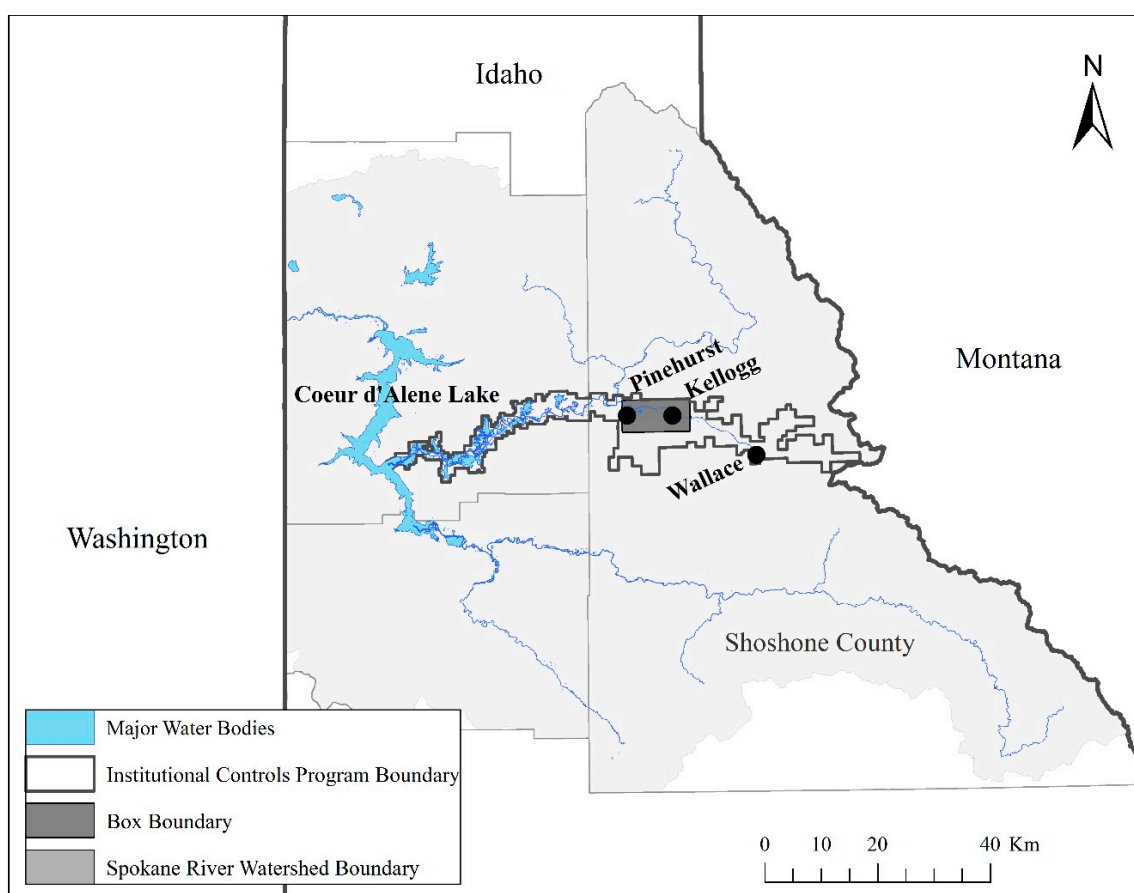 Idaho
N
Montana
Pinehurst
Kellogg
Coeur d'Alene Lake
Wallace
Washington
Shoshone County
Major Water Bodies
Institutional Controls Program Boundary
Box Boundary
Spokane River Watershed Boundary
0 10 20 40 Km